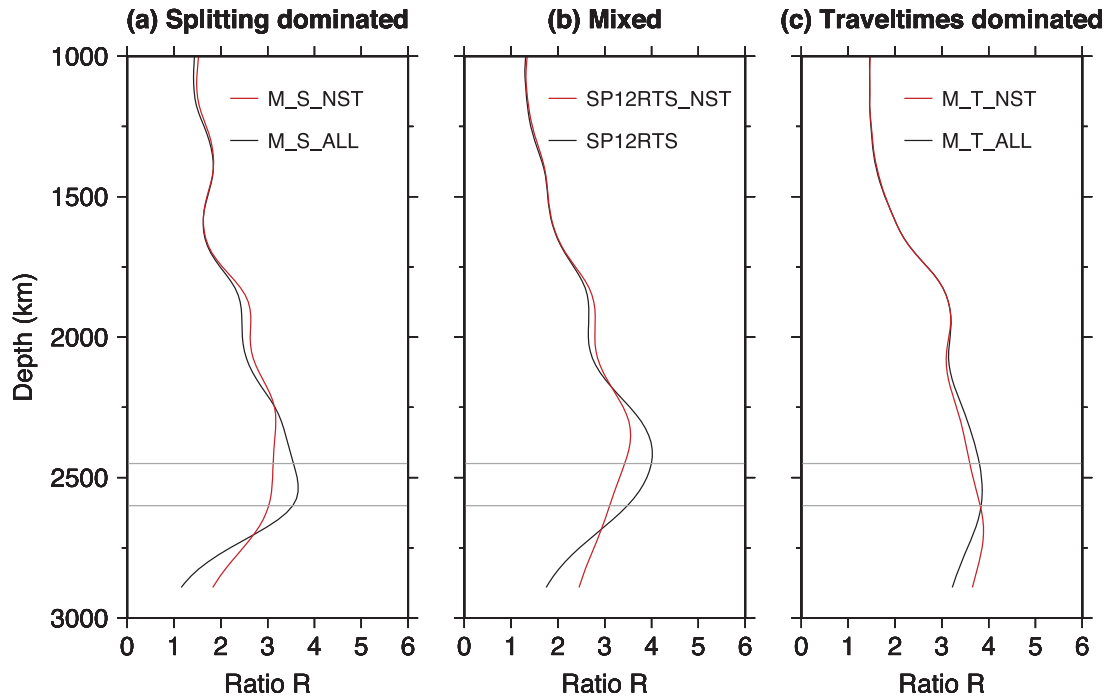 (a) Splitting dominated (b) Mixed (c) Traveltimes dominated
0 1 2 3 4 5 6 0 1 2 3 4 5 6 0 1 2 3 4 5 6
1000
1500
2000
2500
3000
Depth (km)
M_S_NST
M_S_ALL
SP12RTS_NST
SP12RTS
M_T_NST
M_T_ALL
Ratio R Ratio R Ratio R